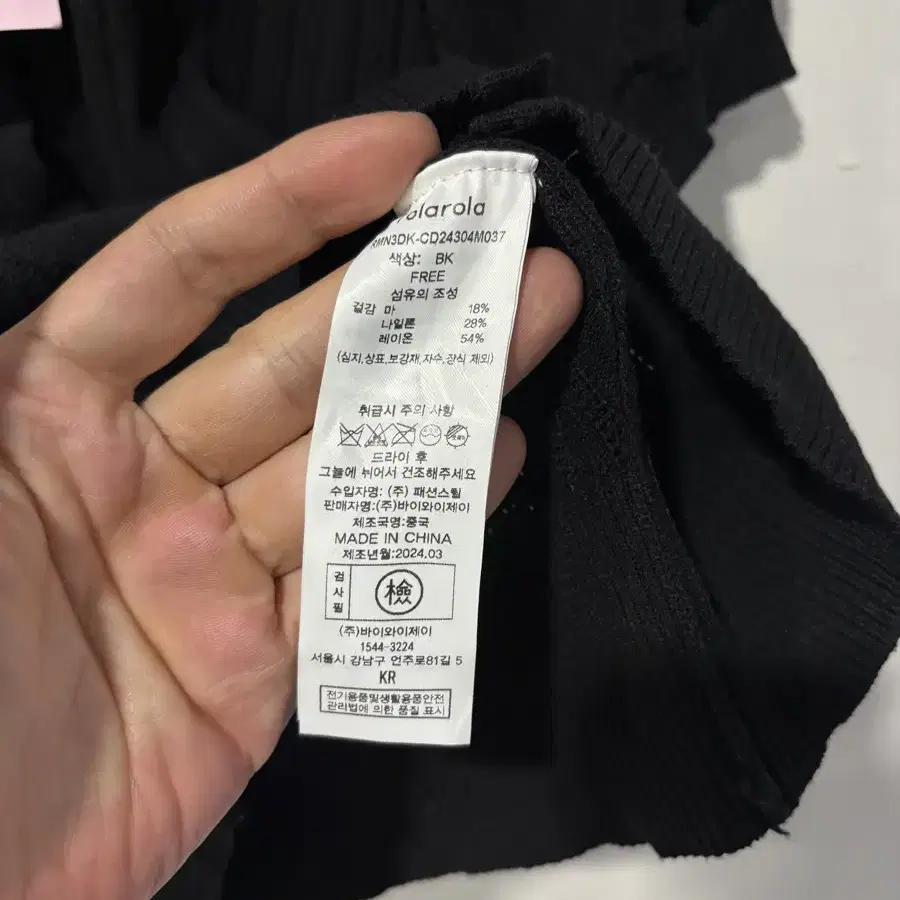 olarola
RMN3DK-CD24304M037
색상: BK
FREE
섬유의 조성
겉감 마 18%
나일론 28%
레이온 54%
(심지,상표,보강재,자수,장식 제외)
취급시 주의 사항
드라이 후
그늘에 뉘어서 건조해주세요
수입자명: (주) 패션스틸
판매자명:(주)바이와이제이
제조국명:중국
MADE IN CHINA
제조년월:2024.03
검사필 檢
(주)바이와이제이
1544-3224
서울시 강남구 언주로81길 5
KR
전기용품및생활용품안전
관리법에 의한 품질 표시